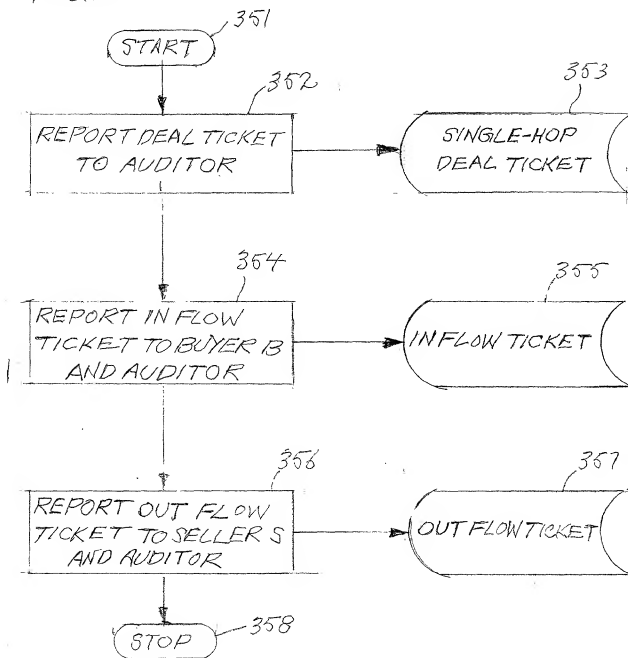 351
START
352
REPORT DEAL TICKET
TO AUDITOR
353
SINGLE-HOP
DEAL TICKET
354
REPORT IN FLOW
TICKET TO BUYER B
AND AUDITOR
355
IN FLOW TICKET
356
REPORT OUT FLOW
TICKET TO SELLER S
AND AUDITOR
357
OUT FLOW TICKET
STOP
358